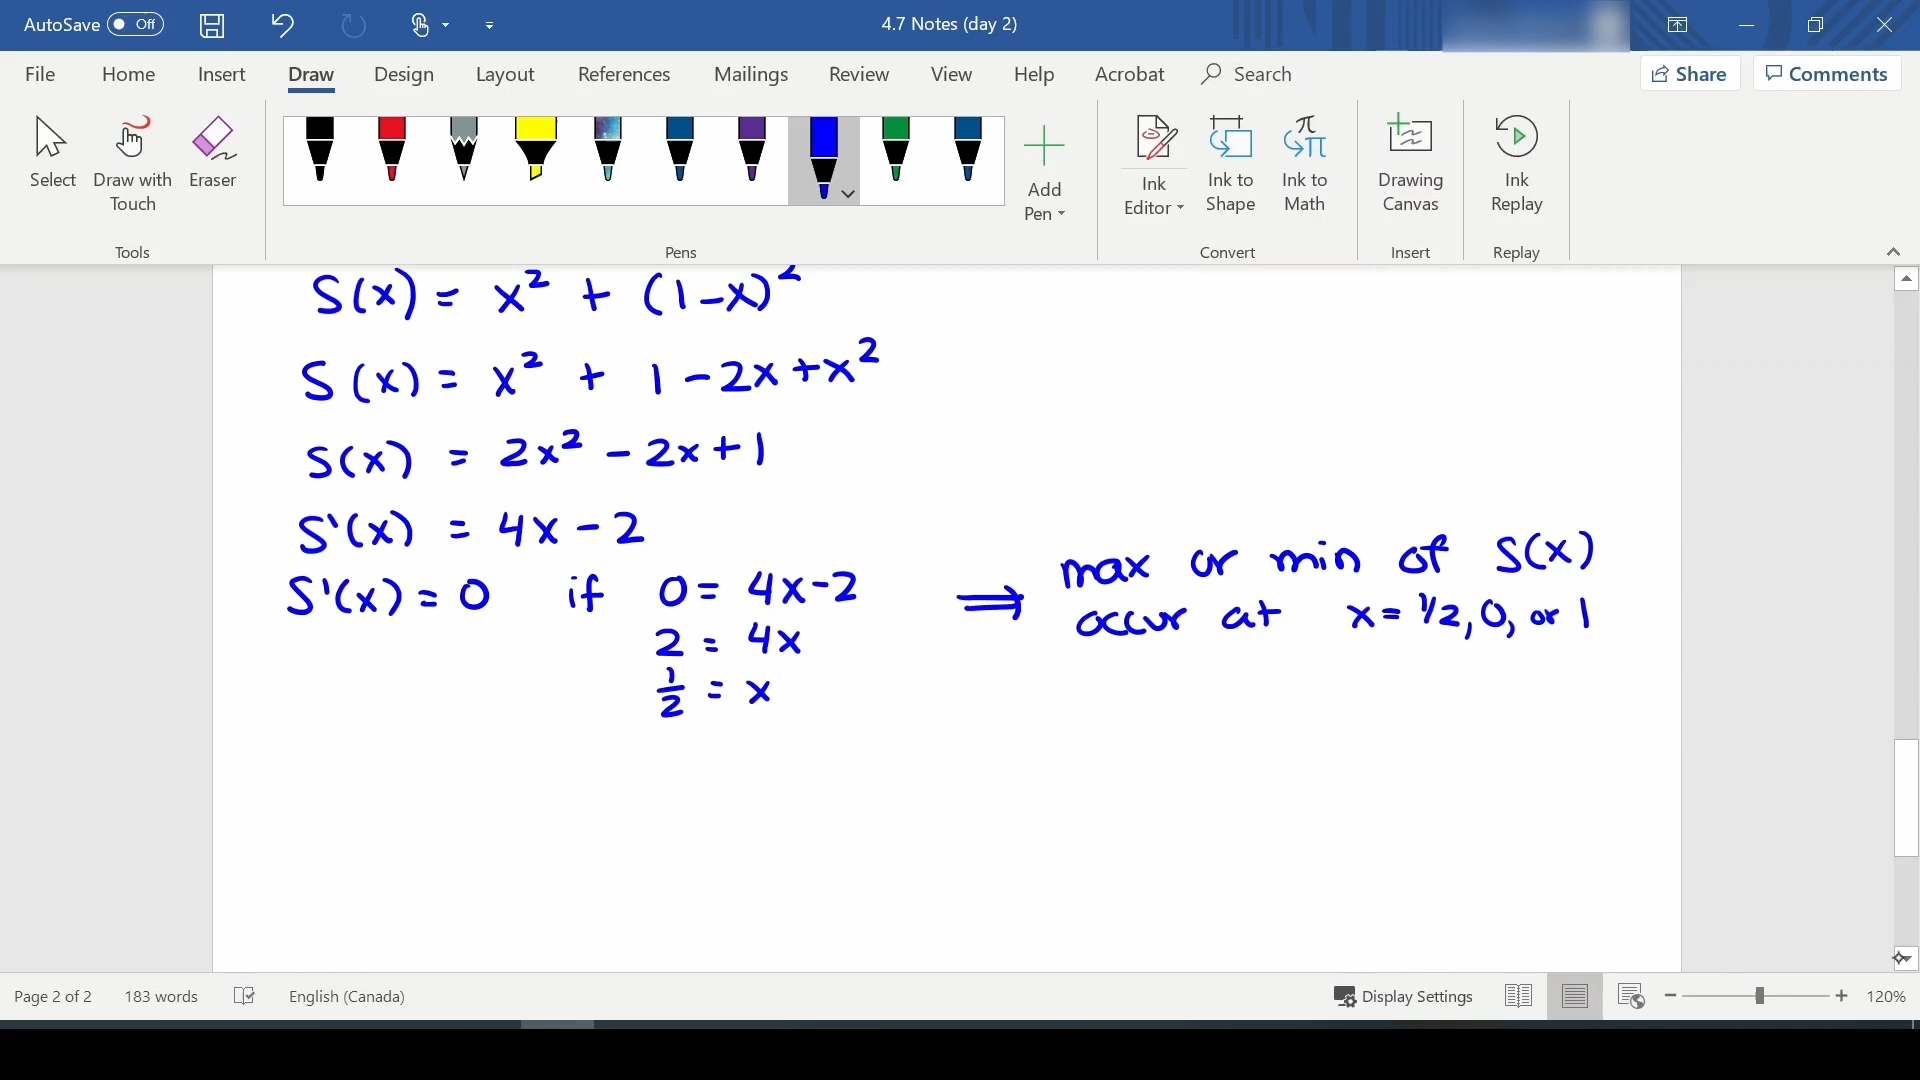 AutoSave Off 4.7 Notes (day 2)
File Home Insert Draw Design Layout References Mailings Review View Help Acrobat Search Share Comments
Select Draw with Touch Eraser
Add Pen
Ink Editor Ink to Shape Ink to Math
Drawing Canvas
Ink Replay
Tools Pens Convert Insert Replay
S(x) = x² + (1-x)²
S(x) = x² + 1 - 2x + x²
S(x) = 2x² - 2x + 1
S'(x) = 4x - 2
S'(x) = 0 if 0 = 4x - 2 ⟹ max or min of S(x)
occur at x = 1/2, 0, or 1
2 = 4x
1/2 = x
Page 2 of 2 183 words English (Canada) Display Settings 120%